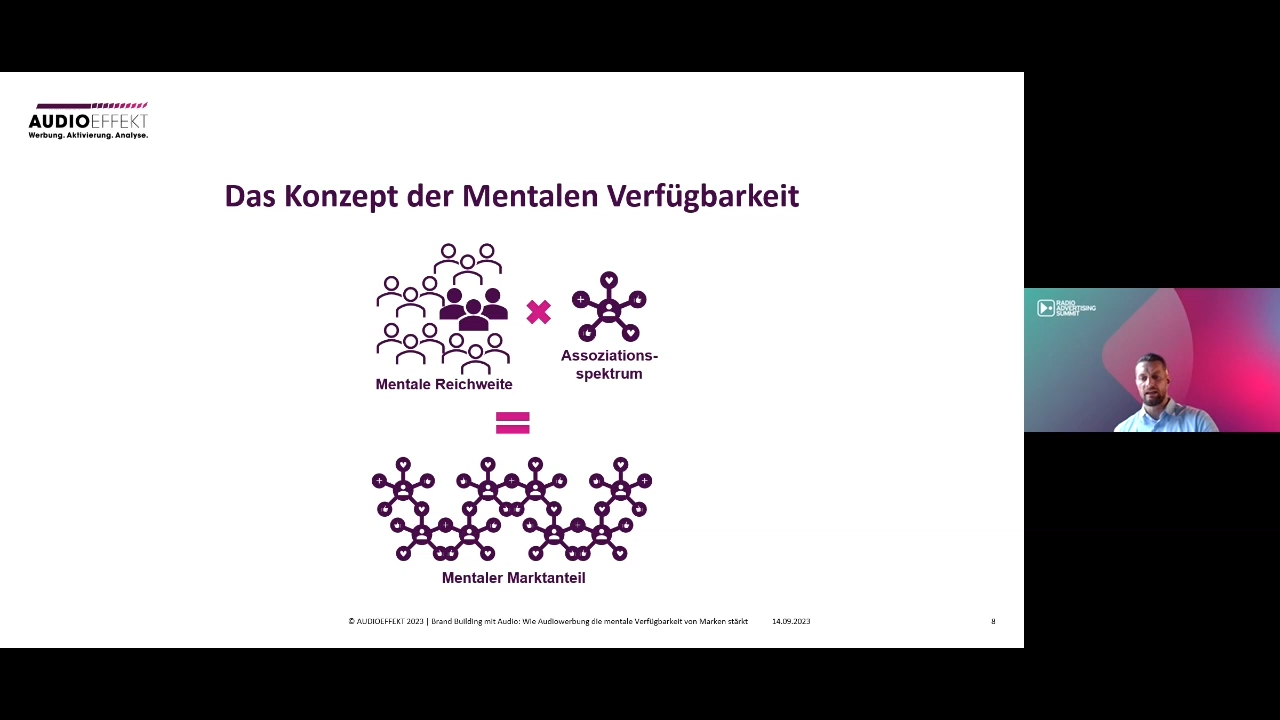 AUDIOEFFEKT
Werbung. Aktivierung. Analyse.
Das Konzept der Mentalen Verfügbarkeit
Mentale Reichweite
Assoziations-
spektrum
Mentaler Marktanteil
© AUDIOEFFEKT 2023 | Brand Building mit Audio: Wie Audiowerbung die mentale Verfügbarkeit von Marken stärkt
14.09.2023
8
RADIO
ADVERTISING
SUMMIT